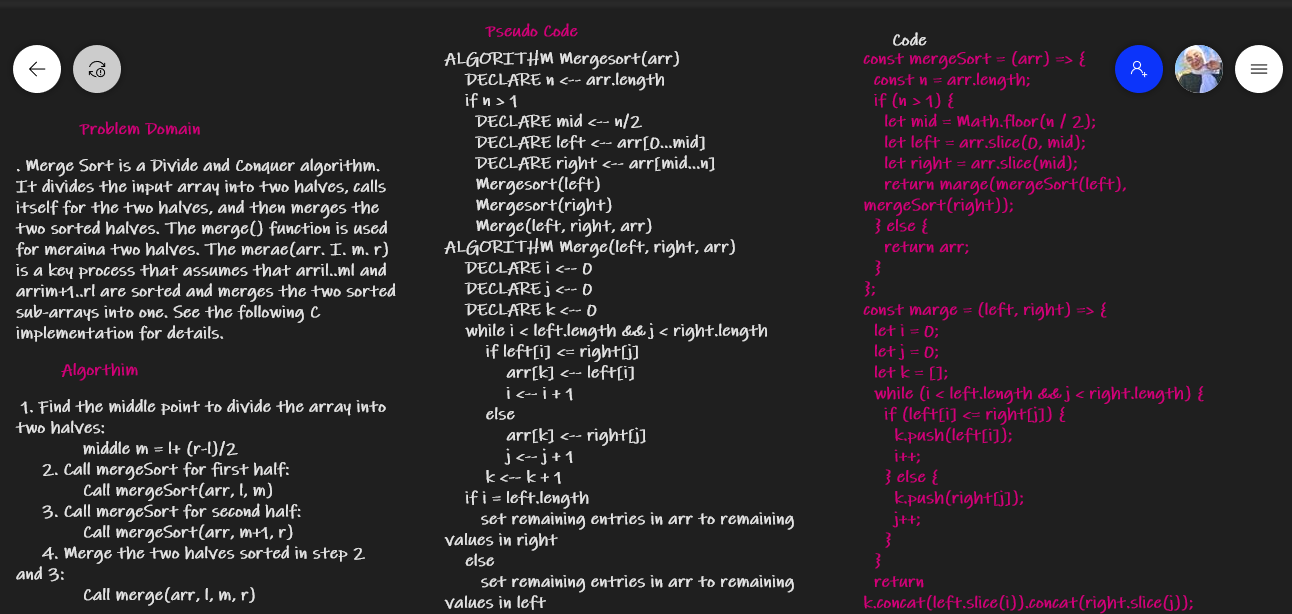 Problem Domain
. Merge Sort is a Divide and Conquer algorithm.
It divides the input array into two halves, calls
itself for the two halves, and then merges the
two sorted halves. The merge() function is used
for meraina two halves. The merae(arr. I. m. r)
is a key process that assumes that arril..ml and
arrim+1..rl are sorted and merges the two sorted
sub-arrays into one. See the following C
implementation for details.
Algorthim
1. Find the middle point to divide the array into
two halves:
middle m = l+ (r-l)/2
2. Call mergeSort for first half:
Call mergeSort(arr, l, m)
3. Call mergeSort for second half:
Call mergeSort(arr, m+1, r)
4. Merge the two halves sorted in step 2
and 3:
Call merge(arr, l, m, r)
Pseudo Code
ALGORITHM Mergesort(arr)
DECLARE n <-- arr.length
if n > 1
DECLARE mid <-- n/2
DECLARE left <-- arr[0...mid]
DECLARE right <-- arr[mid...n]
Mergesort(left)
Mergesort(right)
Merge(left, right, arr)
ALGORITHM Merge(left, right, arr)
DECLARE i <-- 0
DECLARE j <-- 0
DECLARE k <-- 0
while i < left.length && j < right.length
if left[i] <= right[j]
arr[k] <-- left[i]
i <-- i + 1
else
arr[k] <-- right[j]
j <-- j + 1
k <-- k + 1
if i = left.length
set remaining entries in arr to remaining
values in right
else
set remaining entries in arr to remaining
values in left
Code
const mergeSort = (arr) => {
const n = arr.length;
if (n > 1) {
let mid = Math.floor(n / 2);
let left = arr.slice(0, mid);
let right = arr.slice(mid);
return marge(mergeSort(left),
mergeSort(right));
} else {
return arr;
}
};
const marge = (left, right) => {
let i = 0;
let j = 0;
let k = [];
while (i < left.length && j < right.length) {
if (left[i] <= right[j]) {
k.push(left[i]);
i++;
} else {
k.push(right[j]);
j++;
}
}
return
k.concat(left.slice(i)).concat(right.slice(j));